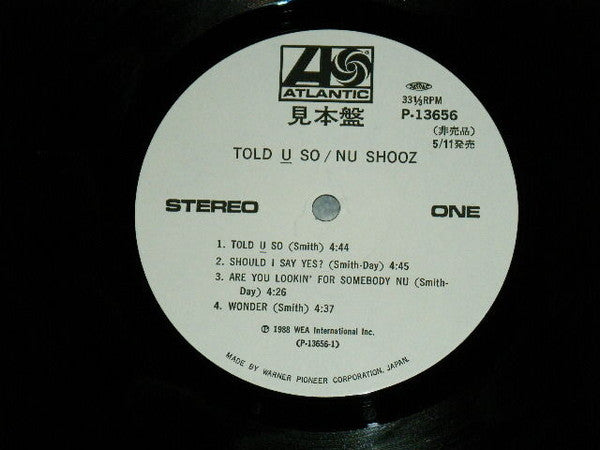 ATLANTIC
見本盤
33⅓RPM
P-13656
(非売品)
5/11発売
TOLD U SO / NU SHOOZ
STEREO
ONE
1. TOLD U SO (Smith) 4:44
2. SHOULD I SAY YES? (Smith-Day) 4:45
3. ARE YOU LOOKIN' FOR SOMEBODY NU (Smith-
Day) 4:26
4. WONDER (Smith) 4:37
℗ 1988 WEA International Inc.
(P-13656-1)
MADE BY WARNER PIONEER CORPORATION, JAPAN.